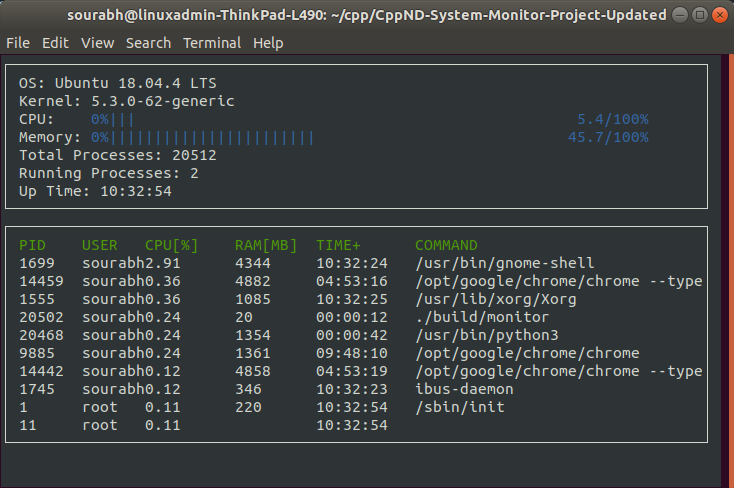 sourabh@linuxadmin-ThinkPad-L490: ~/cpp/CppND-System-Monitor-Project-Updated
File Edit View Search Terminal Help
OS: Ubuntu 18.04.4 LTS
Kernel: 5.3.0-62-generic
CPU: 0%||| 5.4/100%
Memory: 0%||||||||||||||||||||||| 45.7/100%
Total Processes: 20512
Running Processes: 2
Up Time: 10:32:54
PID USER CPU[%] RAM[MB] TIME+ COMMAND
1699 sourabh2.91 4344 10:32:24 /usr/bin/gnome-shell
14459 sourabh0.36 4882 04:53:16 /opt/google/chrome/chrome --type
1555 sourabh0.36 1085 10:32:25 /usr/lib/xorg/Xorg
20502 sourabh0.24 20 00:00:12 ./build/monitor
20468 sourabh0.24 1354 00:00:42 /usr/bin/python3
9885 sourabh0.24 1361 09:48:10 /opt/google/chrome/chrome
14442 sourabh0.12 4858 04:53:19 /opt/google/chrome/chrome --type
1745 sourabh0.12 346 10:32:23 ibus-daemon
1 root 0.11 220 10:32:54 /sbin/init
11 root 0.11 10:32:54